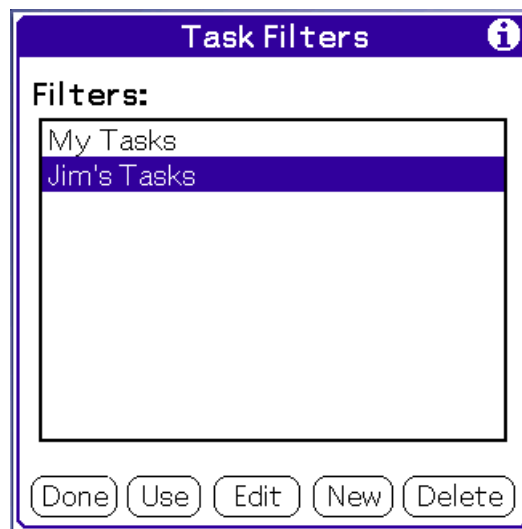 Task Filters
Filters:
My Tasks
Jim's Tasks
Done Use Edit New Delete